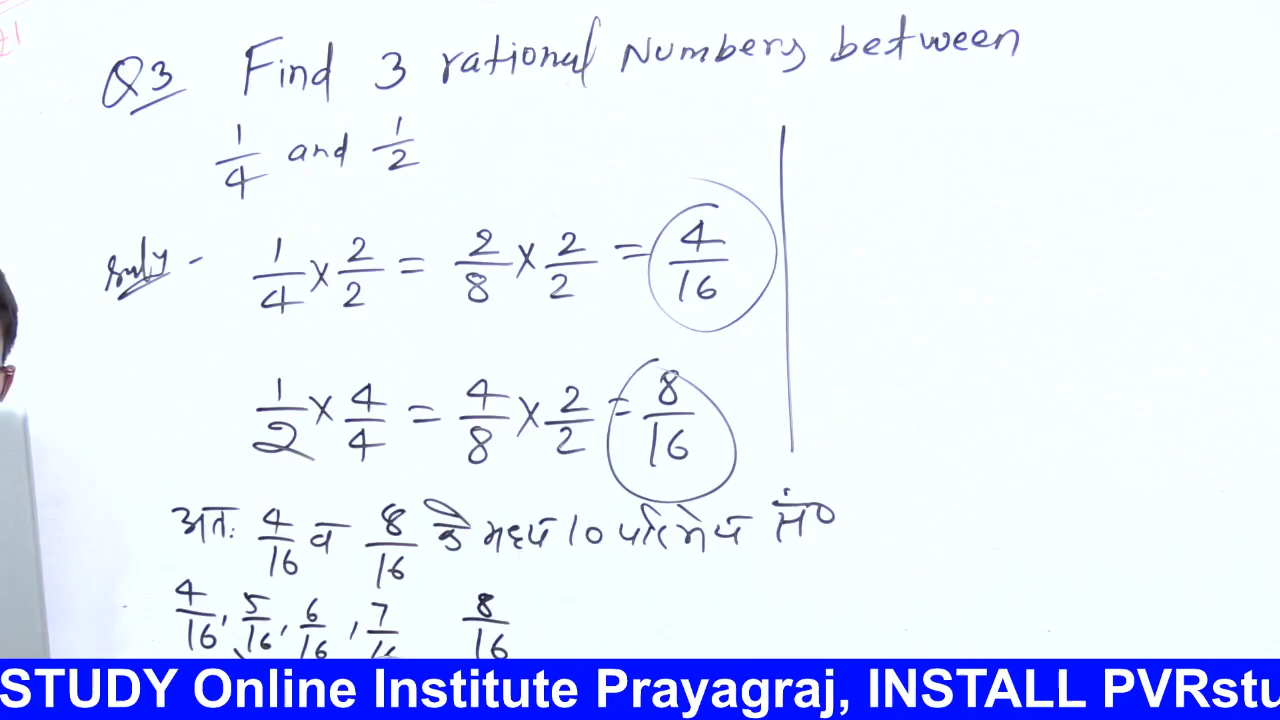 Q3 Find 3 rational Numbers between
1/4 and 1/2
Soln - 1/4 × 2/2 = 2/8 × 2/2 = 4/16
1/2 × 4/4 = 4/8 × 2/2 = 8/16
अतः 4/16 व 8/16 के मध्य 10 परिमेय सं०
4/16, 5/16, 6/16, 7/16 8/16
STUDY Online Institute Prayagraj, INSTALL PVRstu